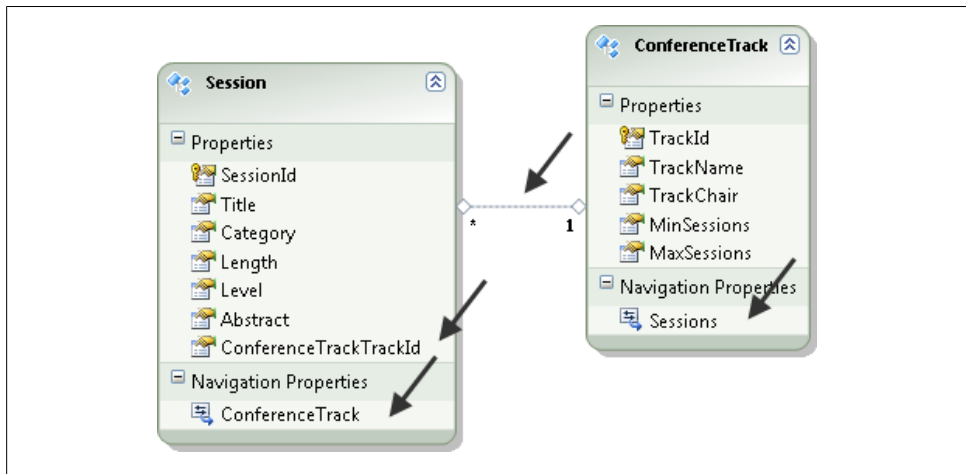 Session
Properties
SessionId
Title
Category
Length
Level
Abstract
ConferenceTrackTrackId
Navigation Properties
ConferenceTrack
*
1
ConferenceTrack
Properties
TrackId
TrackName
TrackChair
MinSessions
MaxSessions
Navigation Properties
Sessions